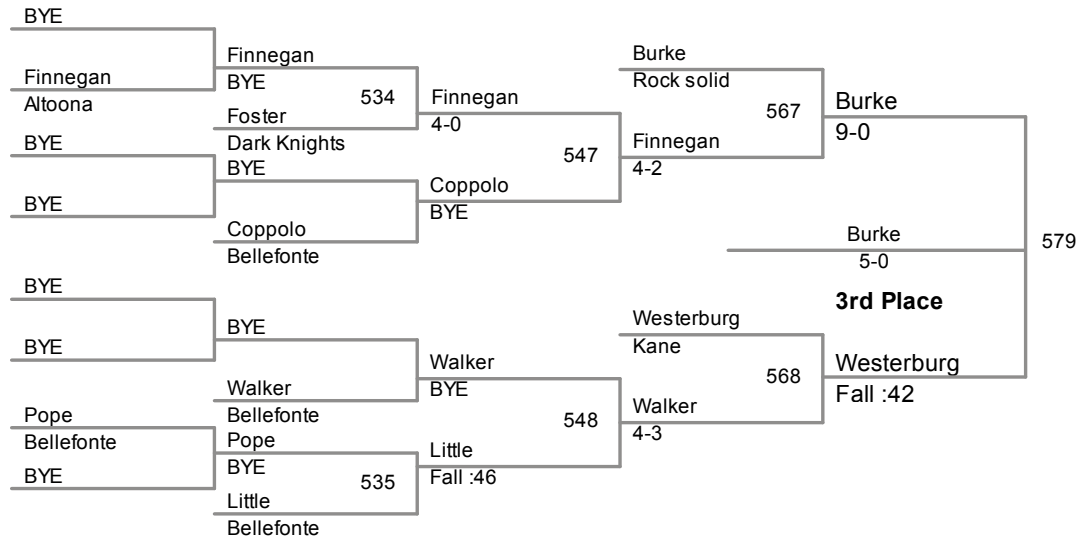 BYE
Finnegan
Altoona
BYE
BYE
BYE
BYE
Pope
Bellefonte
BYE
Finnegan
BYE
534
Foster
Dark Knights
BYE
Coppolo
Bellefonte
BYE
Walker
Bellefonte
Pope
BYE
535
Little
Bellefonte
Finnegan
4-0
547
Coppolo
BYE
Walker
BYE
548
Little
Fall :46
Burke
Rock solid
567
Finnegan
4-2
Westerburg
Kane
568
Walker
4-3
Burke
9-0
Burke
5-0
579
3rd Place
Westerburg
Fall :42